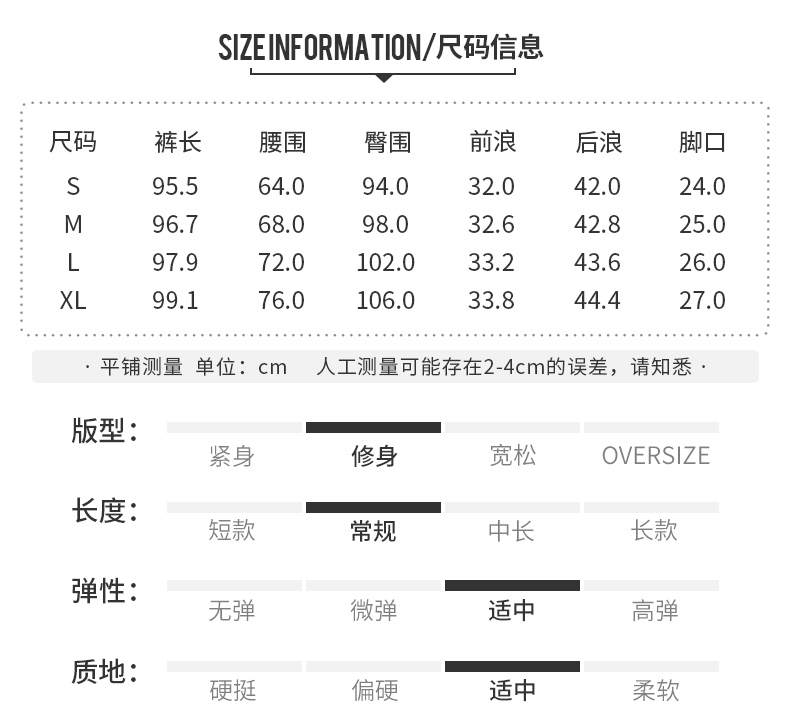 SIZE INFORMATION/尺码信息
尺码 裤长 腰围 臀围 前浪 后浪 脚口
S 95.5 64.0 94.0 32.0 42.0 24.0
M 96.7 68.0 98.0 32.6 42.8 25.0
L 97.9 72.0 102.0 33.2 43.6 26.0
XL 99.1 76.0 106.0 33.8 44.4 27.0
· 平铺测量 单位：cm 人工测量可能存在2-4cm的误差，请知悉 ·
版型：
紧身 修身 宽松 OVERSIZE
长度：
短款 常规 中长 长款
弹性：
无弹 微弹 适中 高弹
质地：
硬挺 偏硬 适中 柔软